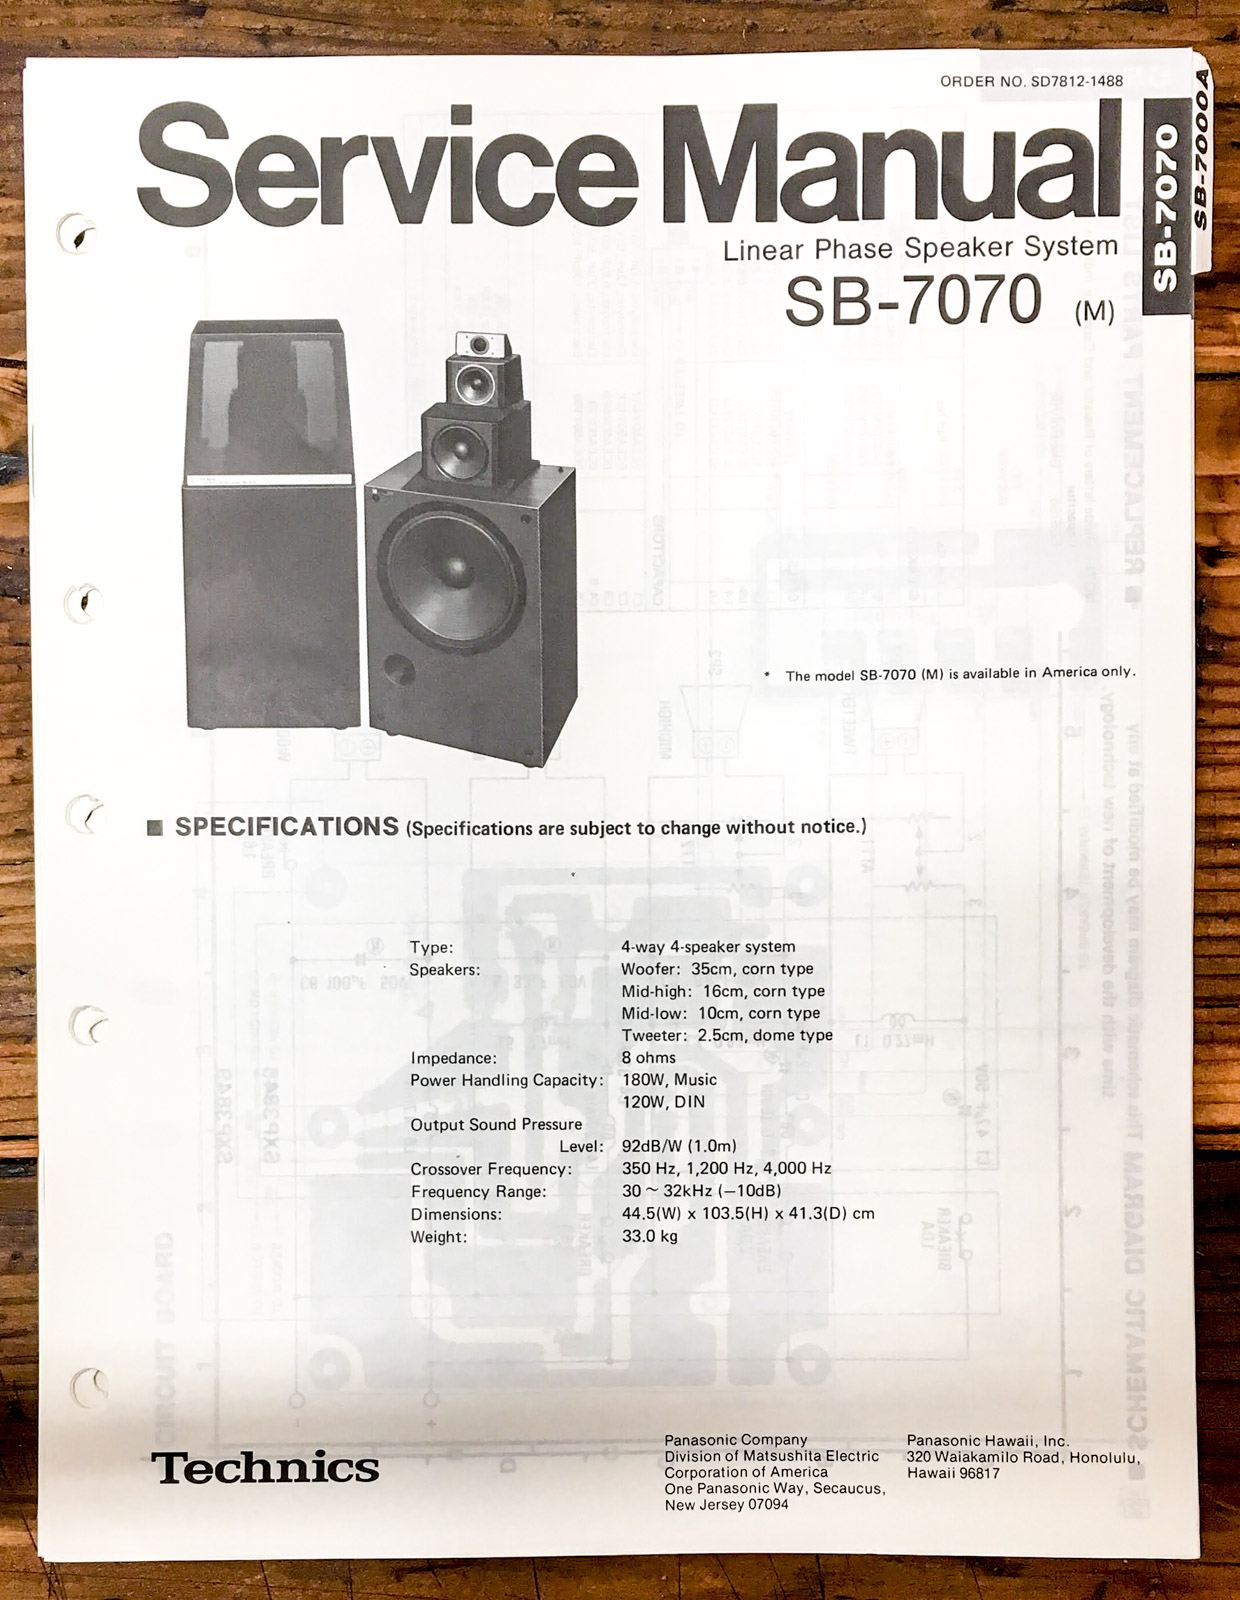 ORDER NO. SD7812-1488
Service Manual
SB-7070
SB-7000A
Linear Phase Speaker System
SB-7070 (M)
* The model SB-7070 (M) is available in America only.
■ SPECIFICATIONS (Specifications are subject to change without notice.)
Type: 4-way 4-speaker system
Speakers: Woofer: 35cm, corn type
Mid-high: 16cm, corn type
Mid-low: 10cm, corn type
Tweeter: 2.5cm, dome type
Impedance: 8 ohms
Power Handling Capacity: 180W, Music
120W, DIN
Output Sound Pressure
Level: 92dB/W (1.0m)
Crossover Frequency: 350 Hz, 1,200 Hz, 4,000 Hz
Frequency Range: 30 ~ 32kHz (−10dB)
Dimensions: 44.5(W) x 103.5(H) x 41.3(D) cm
Weight: 33.0 kg
Technics
Panasonic Company
Division of Matsushita Electric
Corporation of America
One Panasonic Way, Secaucus,
New Jersey 07094
Panasonic Hawaii, Inc.
320 Waiakamilo Road, Honolulu,
Hawaii 96817